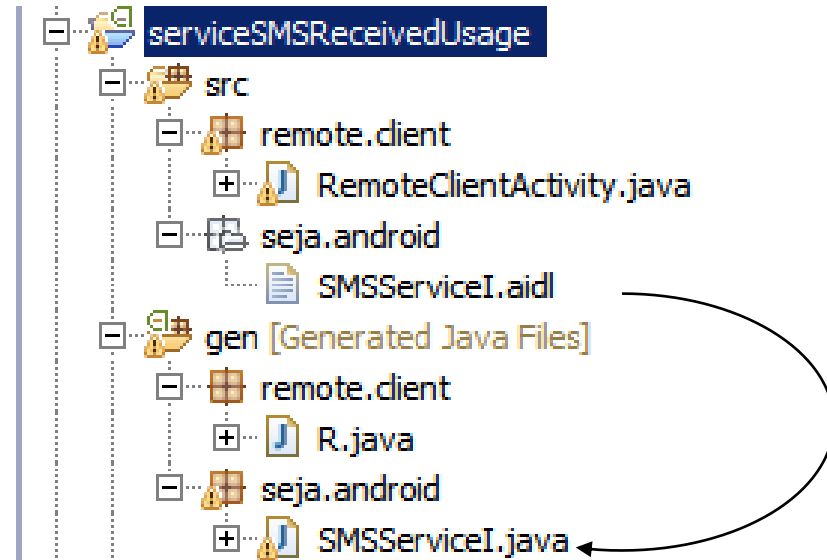 serviceSMSReceivedUsage
src
remote.client
RemoteClientActivity.java
seja.android
SMSServiceI.aidl
gen [Generated Java Files]
remote.client
R.java
seja.android
SMSServiceI.java